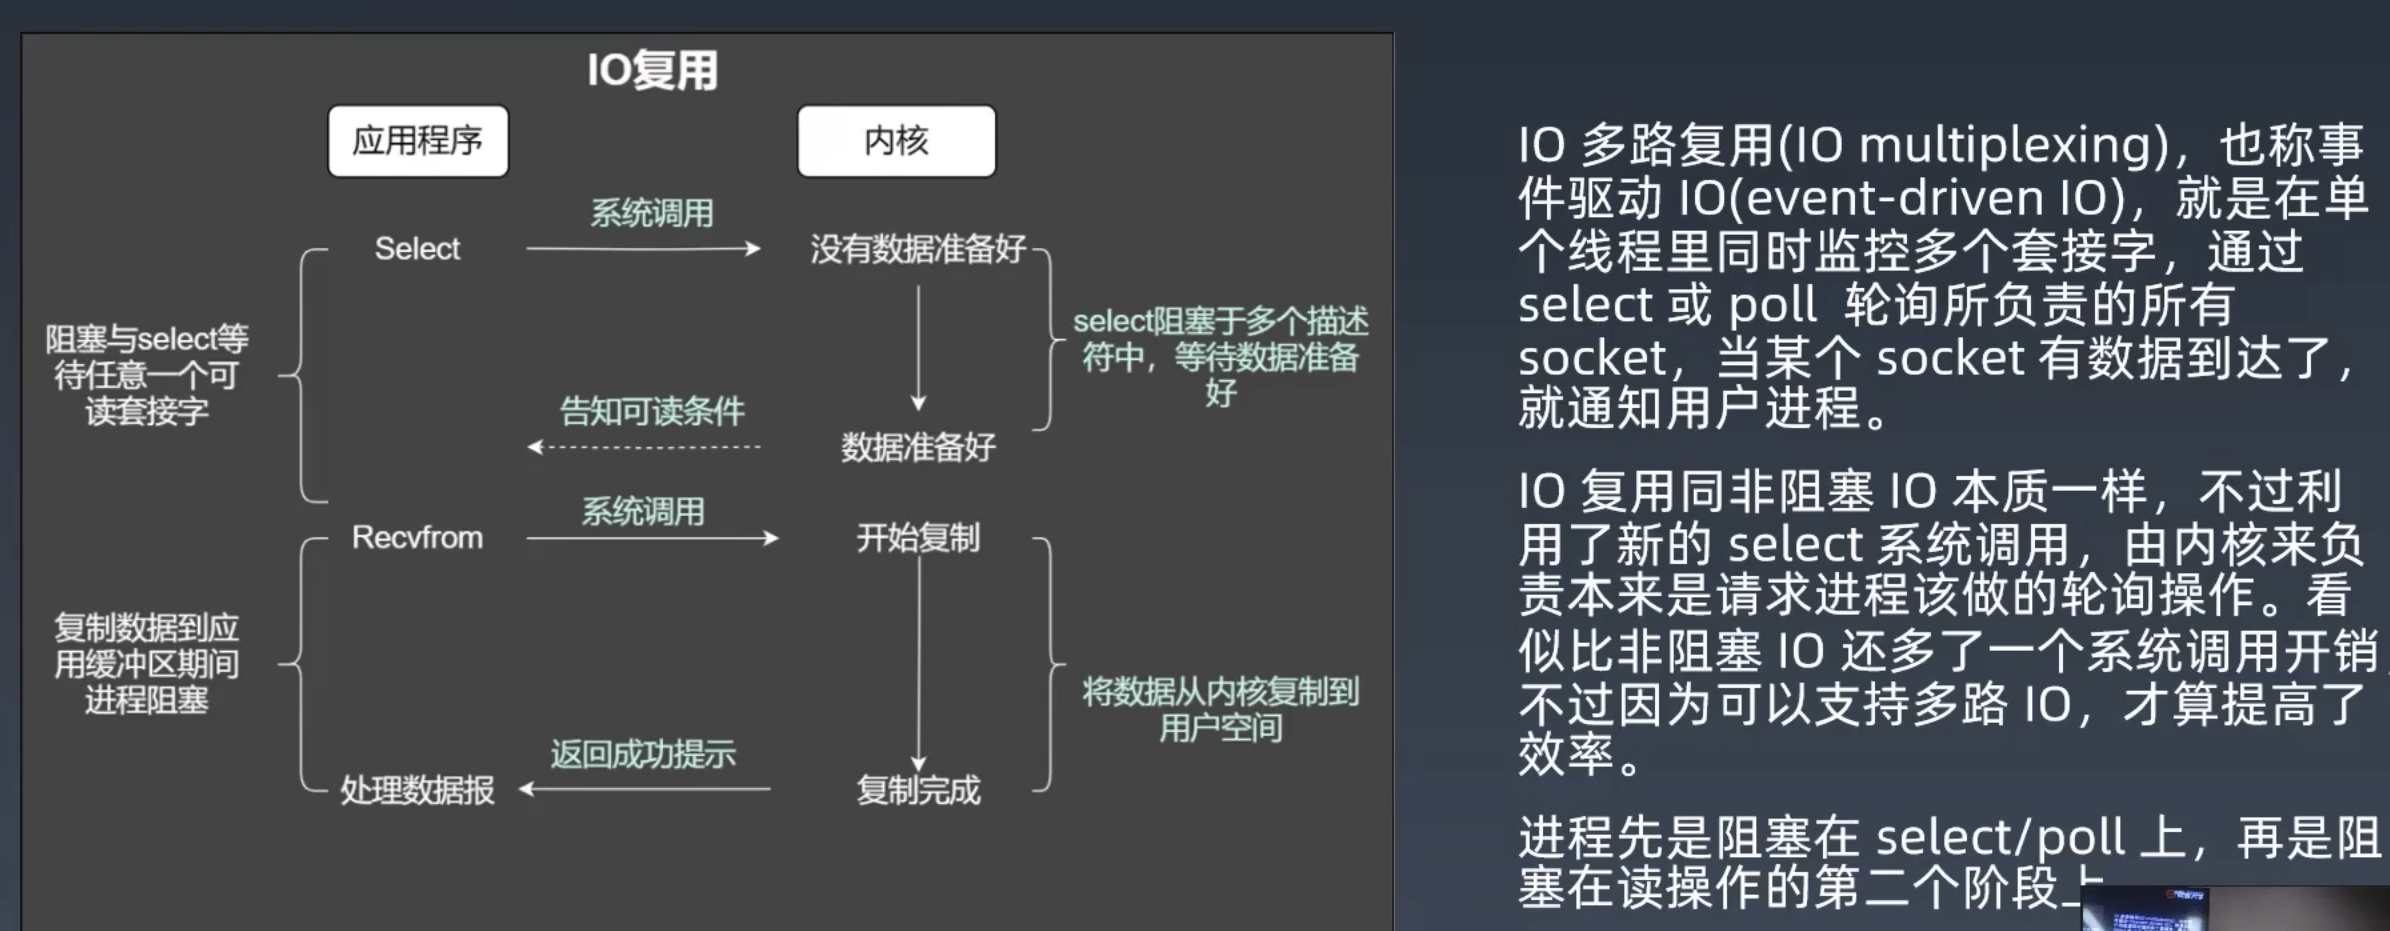 IO复用
应用程序
内核
系统调用
Select
没有数据准备好
阻塞与select等
待任意一个可
读套接字
select阻塞于多个描述
符中，等待数据准备
好
告知可读条件
数据准备好
系统调用
Recvfrom
开始复制
复制数据到应
用缓冲区期间
进程阻塞
将数据从内核复制到
用户空间
返回成功提示
处理数据报
复制完成
IO 多路复用(IO multiplexing)，也称事
件驱动 IO(event-driven IO)，就是在单
个线程里同时监控多个套接字，通过
select 或 poll 轮询所负责的所有
socket，当某个 socket 有数据到达了，
就通知用户进程。
IO 复用同非阻塞 IO 本质一样，不过利
用了新的 select 系统调用，由内核来负
责本来是请求进程该做的轮询操作。看
似比非阻塞 IO 还多了一个系统调用开销，
不过因为可以支持多路 IO，才算提高了
效率。
进程先是阻塞在 select/poll 上，再是阻
塞在读操作的第二个阶段上